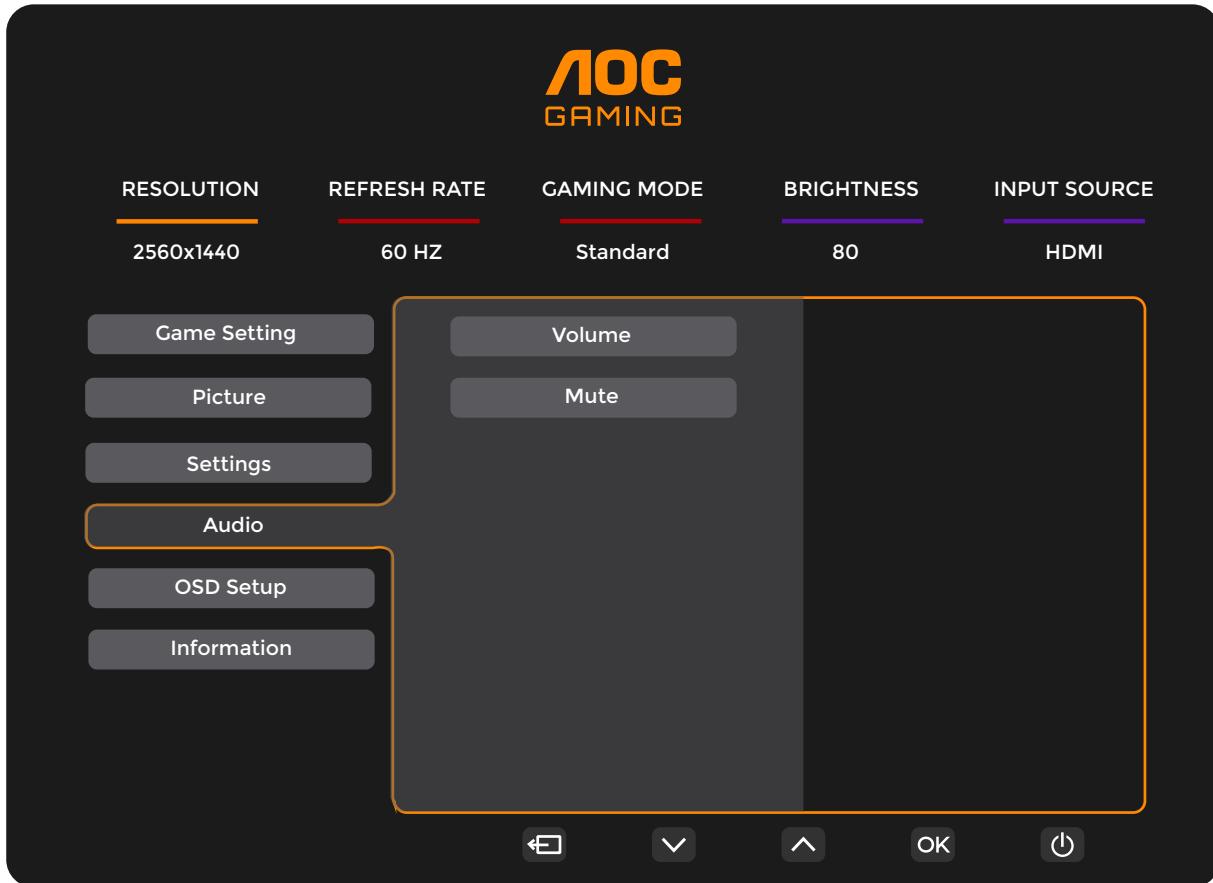 AOC
GAMING
RESOLUTION REFRESH RATE GAMING MODE BRIGHTNESS INPUT SOURCE
2560x1440 60 HZ Standard 80 HDMI
Game Setting
Volume
Picture
Mute
Settings
Audio
OSD Setup
Information
OK